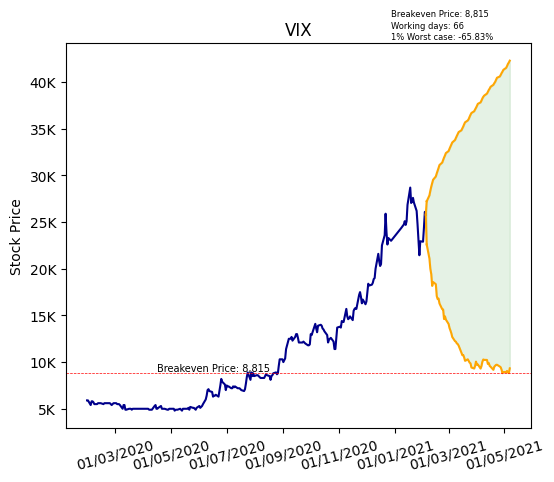 Breakeven Price: 8,815
Working days: 66
1% Worst case: -65.83%
VIX
Stock Price
40K
35K
30K
25K
20K
15K
10K
5K
Breakeven Price: 8,815
01/03/2020
01/05/2020
01/07/2020
01/09/2020
01/11/2020
01/01/2021
01/03/2021
01/05/2021